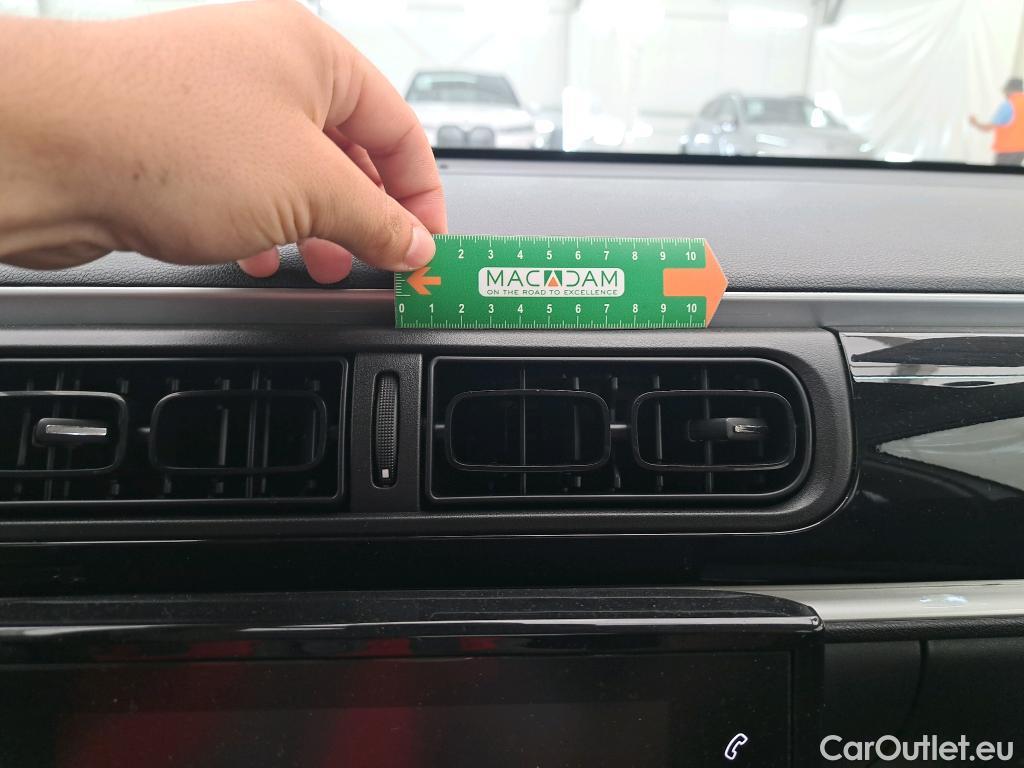 2 3 4 5 6 7 8 9 10
MACADAM
ON THE ROAD TO EXCELLENCE
0 1 2 3 4 5 6 7 8 9 10
CarOutlet.eu